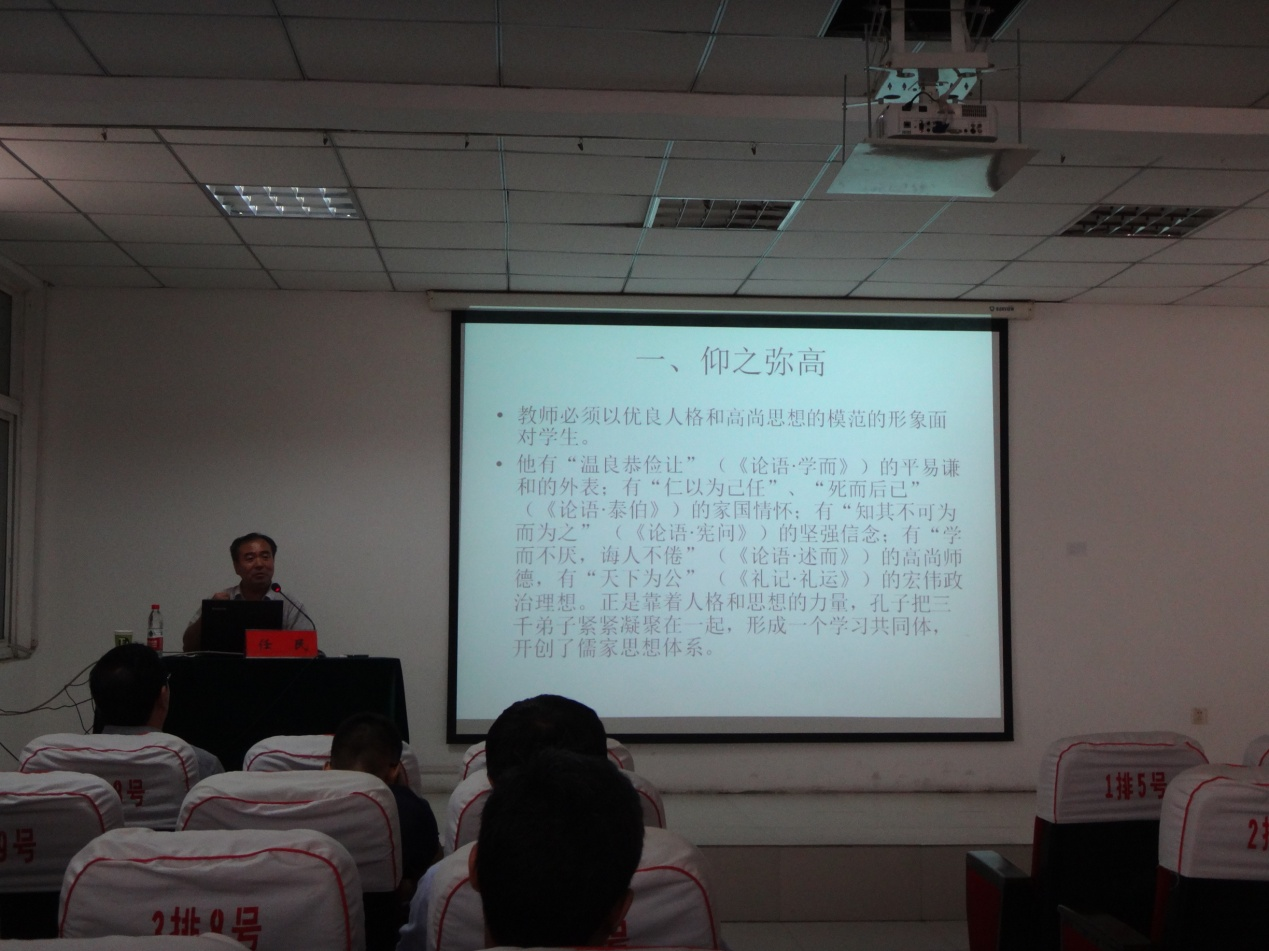 一、仰之弥高
• 教师必须以优良人格和高尚思想的模范的形象面
对学生。
• 他有“温良恭俭让”（《论语·学而》）的平易谦
和的外表；有“仁以为己任”、“死而后已”
（《论语·泰伯》）的家国情怀；有“知其不可为
而为之”（《论语·宪问》）的坚强信念；有“学
而不厌，诲人不倦”（《论语·述而》）的高尚师
德，有“天下为公”（《礼记·礼运》）的宏伟政
治理想。正是靠着人格和思想的力量，孔子把三
千弟子紧紧凝聚在一起，形成一个学习共同体，
开创了儒家思想体系。
任 民
8号
9号
2排8号
1排5号
2排
号